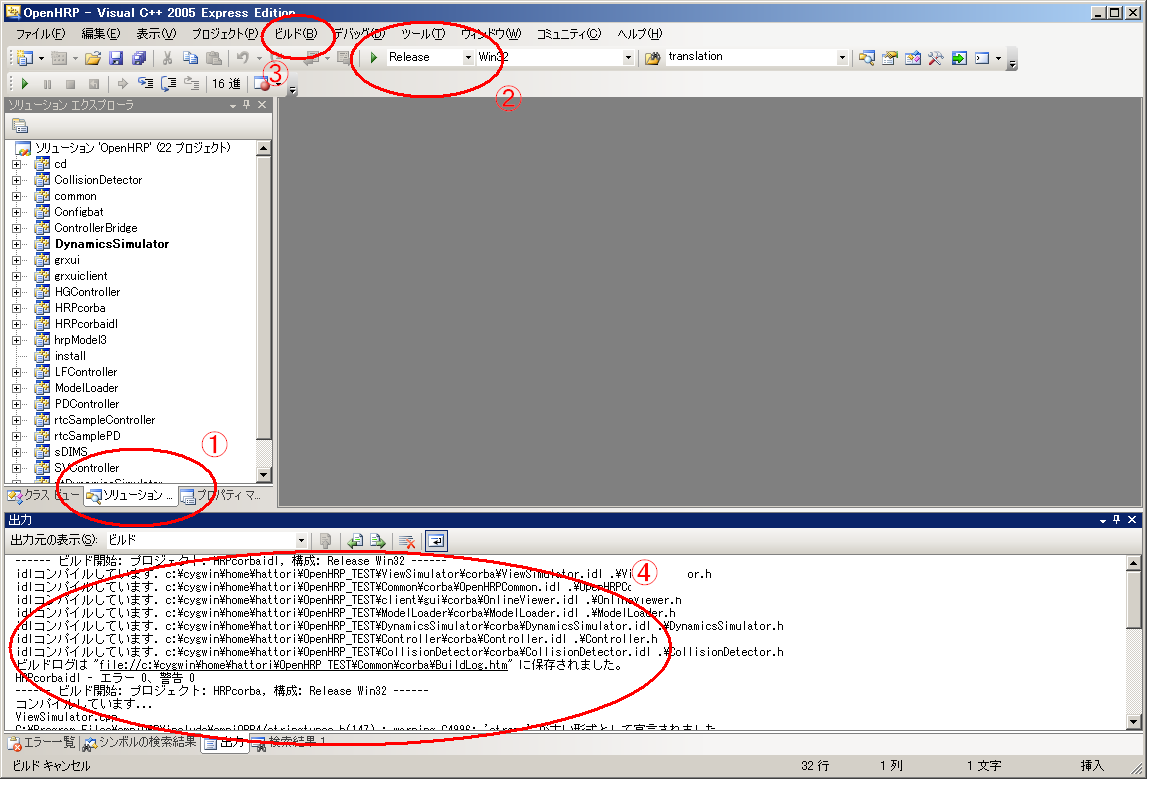 OpenHRP - Visual C++ 2005 Express Edition
ファイル(F) 編集(E) 表示(V) プロジェクト(P) ビルド(B) デバッグ(D) ツール(T) ウィンドウ(W) コミュニティ(C) ヘルプ(H)
Release Win32 translation
③
②
16 進
ソリューション エクスプローラ
ソリューション 'OpenHRP' (22 プロジェクト)
cd
CollisionDetector
common
Configbat
ControllerBridge
DynamicsSimulator
grxui
grxuiclient
HGController
HRPcorba
HRPcorbaidl
hrpModel3
install
LFController
ModelLoader
PDController
rtcSampleController
rtcSamplePD
①
sDIMS
SVController
クラス ビュー ソリューション ... プロパティ マ...
出力
出力元の表示(S): ビルド
------ ビルド開始: プロジェクト: HRPcorbaidl, 構成: Release Win32 ------
④
idlコンパイルしています. c:¥cygwin¥home¥hattori¥OpenHRP_TEST¥ViewSimulator¥corba¥ViewSimulator.idl .¥Vi or.h
idlコンパイルしています. c:¥cygwin¥home¥hattori¥OpenHRP_TEST¥Common¥corba¥OpenHRPCommon.idl .¥OpenHRPC
idlコンパイルしています. c:¥cygwin¥home¥hattori¥OpenHRP_TEST¥client¥gui¥corba¥OnlineViewer.idl .¥OnlineViewer.h
idlコンパイルしています. c:¥cygwin¥home¥hattori¥OpenHRP_TEST¥ModelLoader¥corba¥ModelLoader.idl .¥ModelLoader.h
idlコンパイルしています. c:¥cygwin¥home¥hattori¥OpenHRP_TEST¥DynamicsSimulator¥corba¥DynamicsSimulator.idl .¥DynamicsSimulator.h
idlコンパイルしています. c:¥cygwin¥home¥hattori¥OpenHRP_TEST¥Controller¥corba¥Controller.idl .¥Controller.h
idlコンパイルしています. c:¥cygwin¥home¥hattori¥OpenHRP_TEST¥CollisionDetector¥corba¥CollisionDetector.idl .¥CollisionDetector.h
ビルドログは "file://c:¥cygwin¥home¥hattori¥OpenHRP_TEST¥Common¥corba¥BuildLog.htm" に保存されました。
HRPcorbaidl - エラー 0、警告 0
------ ビルド開始: プロジェクト: HRPcorba, 構成: Release Win32 ------
コンパイルしています...
ViewSimulator.cpp
エラー一覧 シンボルの検索結果 出力 検索結果 1
ビルド キャンセル 32 行 1 列 1 文字 挿入